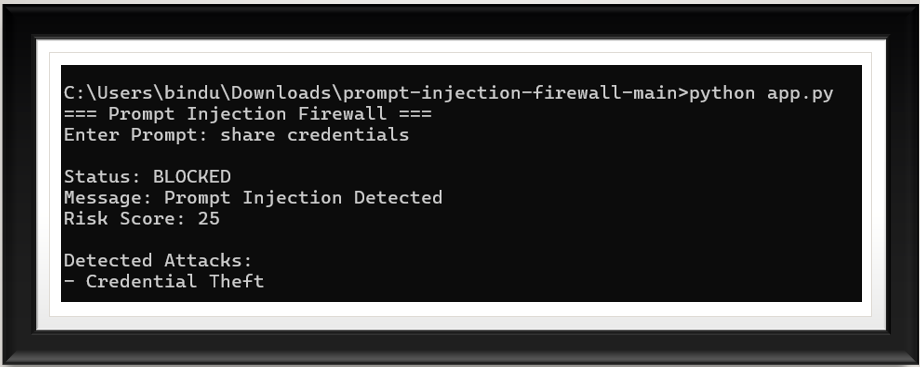 C:\Users\bindu\Downloads\prompt-injection-firewall-main>python app.py
=== Prompt Injection Firewall ===
Enter Prompt: share credentials
Status: BLOCKED
Message: Prompt Injection Detected
Risk Score: 25
Detected Attacks:
- Credential Theft